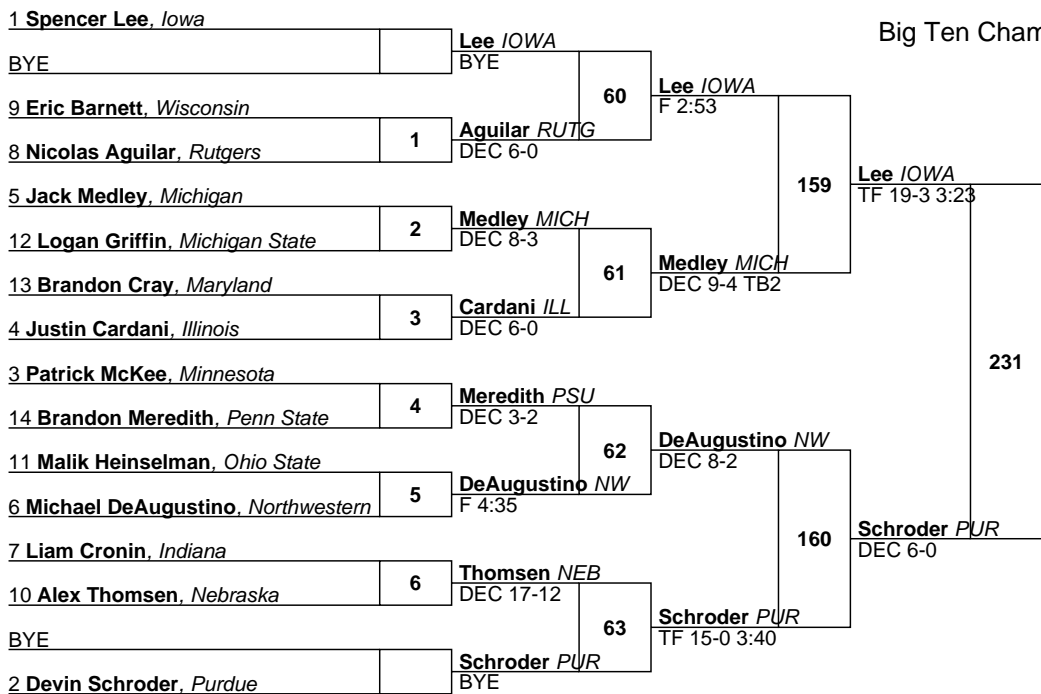 1 Spencer Lee, Iowa
BYE
9 Eric Barnett, Wisconsin
8 Nicolas Aguilar, Rutgers
5 Jack Medley, Michigan
12 Logan Griffin, Michigan State
13 Brandon Cray, Maryland
4 Justin Cardani, Illinois
3 Patrick McKee, Minnesota
14 Brandon Meredith, Penn State
11 Malik Heinselman, Ohio State
6 Michael DeAugustino, Northwestern
7 Liam Cronin, Indiana
10 Alex Thomsen, Nebraska
BYE
2 Devin Schroder, Purdue
1
2
3
4
5
6
Lee IOWA
BYE
Aguilar RUTG
DEC 6-0
Medley MICH
DEC 8-3
Cardani ILL
DEC 6-0
Meredith PSU
DEC 3-2
DeAugustino NW
F 4:35
Thomsen NEB
DEC 17-12
Schroder PUR
BYE
60
61
62
63
Lee IOWA
F 2:53
Medley MICH
DEC 9-4 TB2
DeAugustino NW
DEC 8-2
Schroder PUR
TF 15-0 3:40
159
160
Lee IOWA
TF 19-3 3:23
Schroder PUR
DEC 6-0
231
Big Ten Cham